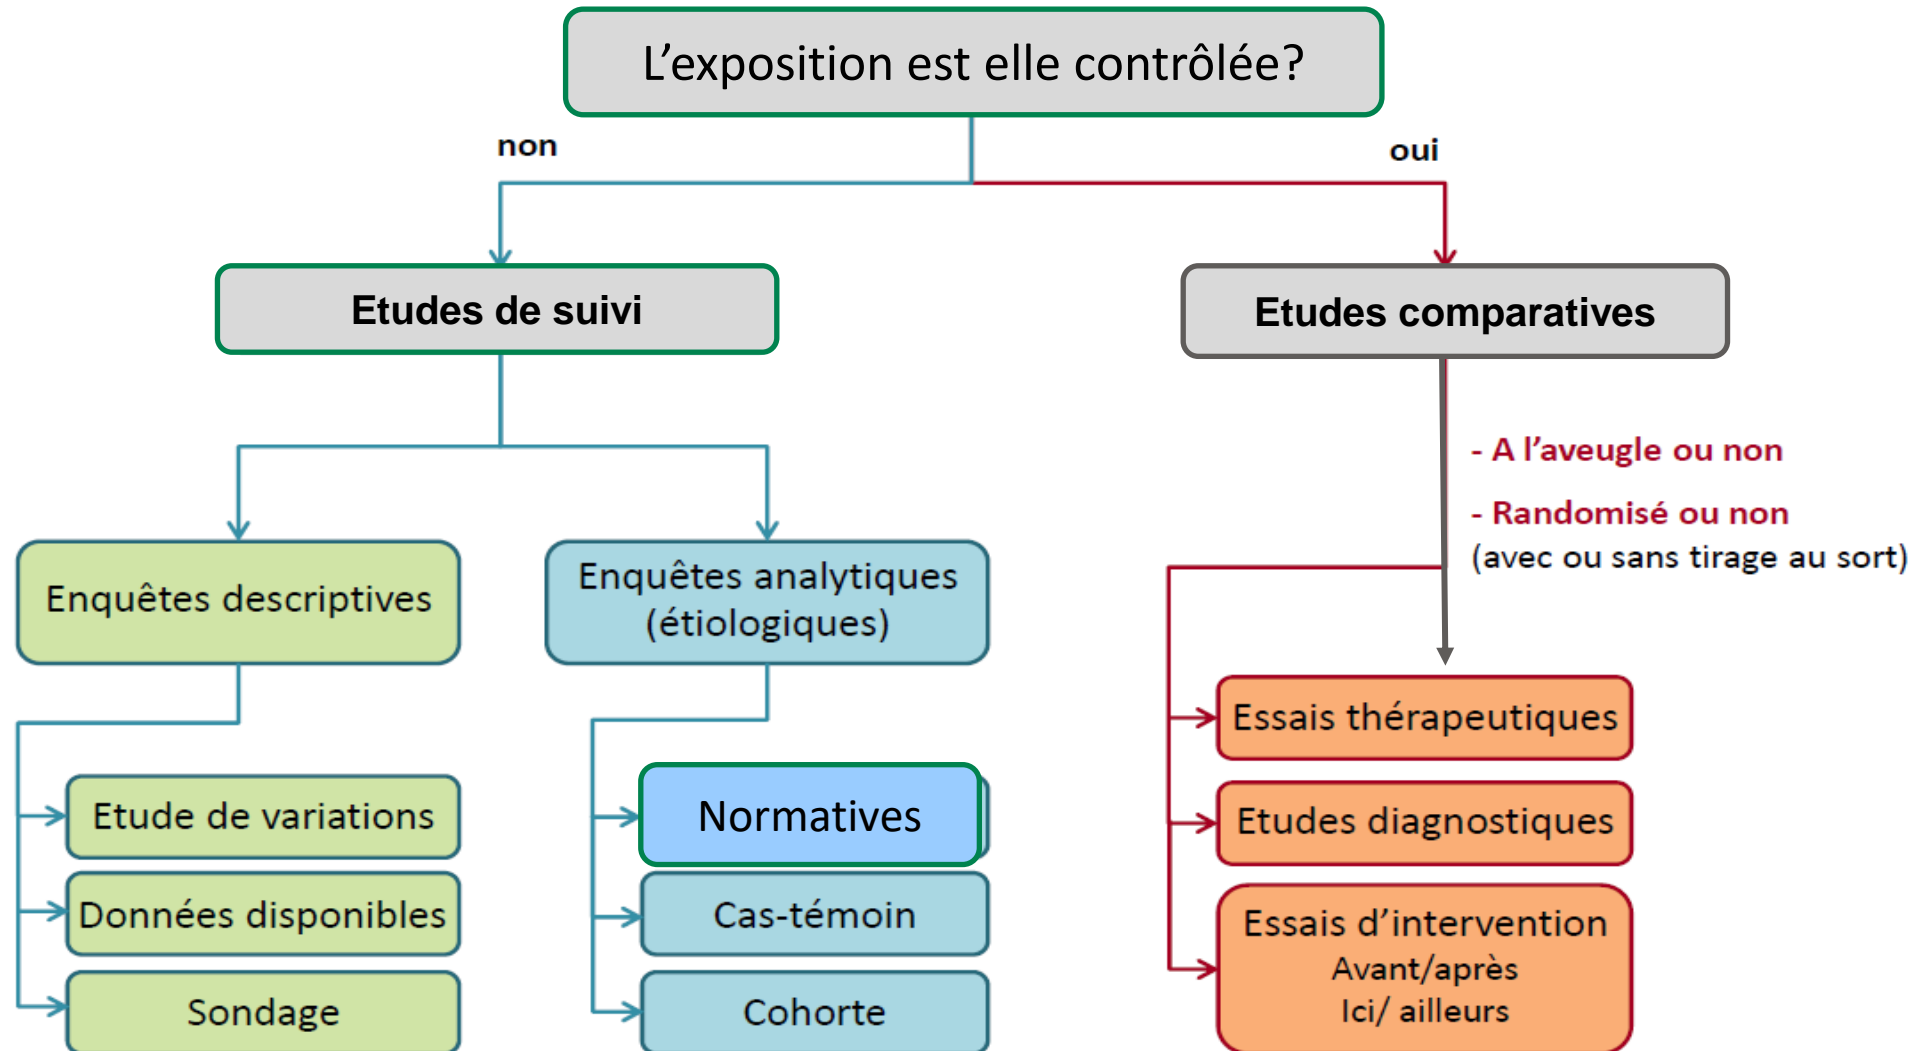 L’exposition est elle contrôlée?
non
oui
Etudes de suivi
Etudes comparatives
- A l’aveugle ou non
- Randomisé ou non
(avec ou sans tirage au sort)
Enquêtes descriptives
Enquêtes analytiques
(étiologiques)
Etude de variations
Données disponibles
Sondage
Normatives
Cas-témoin
Cohorte
Essais thérapeutiques
Etudes diagnostiques
Essais d’intervention
Avant/après
Ici/ ailleurs